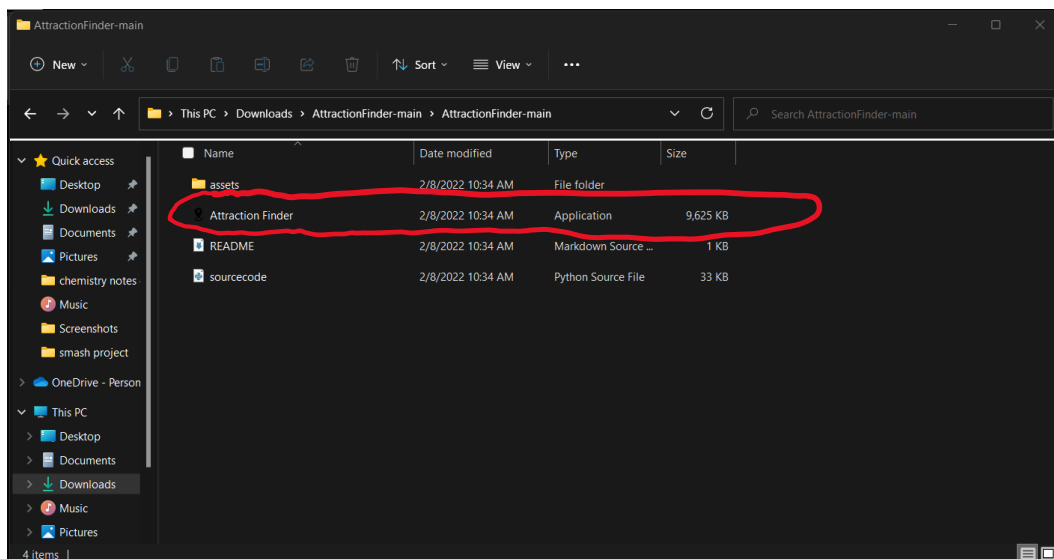 AttractionFinder-main
New Sort View
This PC > Downloads > AttractionFinder-main > AttractionFinder-main Search AttractionFinder-main
Name Date modified Type Size
Quick access
Desktop
Downloads
Documents
Pictures
chemistry notes
Music
Screenshots
smash project
OneDrive - Person
This PC
Desktop
Documents
Downloads
Music
Pictures
assets 2/8/2022 10:34 AM File folder
Attraction Finder 2/8/2022 10:34 AM Application 9,625 KB
README 2/8/2022 10:34 AM Markdown Source ... 1 KB
sourcecode 2/8/2022 10:34 AM Python Source File 33 KB
4 items